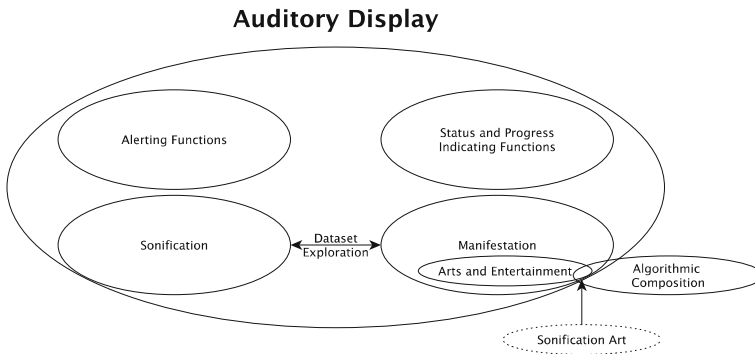 Auditory Display
Alerting Functions
Status and Progress
Indicating Functions
Sonification
Dataset
Exploration
Manifestation
Arts and Entertainment
Algorithmic
Composition
Sonification Art